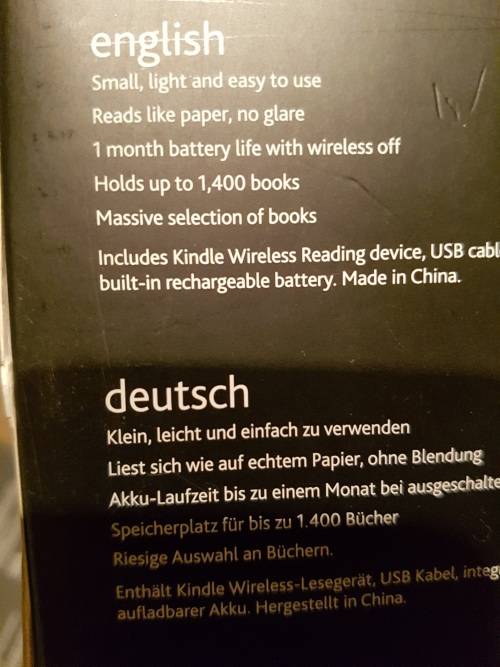 english
Small, light and easy to use
Reads like paper, no glare
1 month battery life with wireless off
Holds up to 1,400 books
Massive selection of books
Includes Kindle Wireless Reading device, USB cabl
built-in rechargeable battery. Made in China.
deutsch
Klein, leicht und einfach zu verwenden
Liest sich wie auf echtem Papier, ohne Blendung
Akku-Laufzeit bis zu einem Monat bei ausgeschalte
Speicherplatz für bis zu 1.400 Bücher
Riesige Auswahl an Büchern.
Enthält Kindle Wireless-Lesegerät, USB Kabel, integ
aufladbarer Akku. Hergestellt in China.